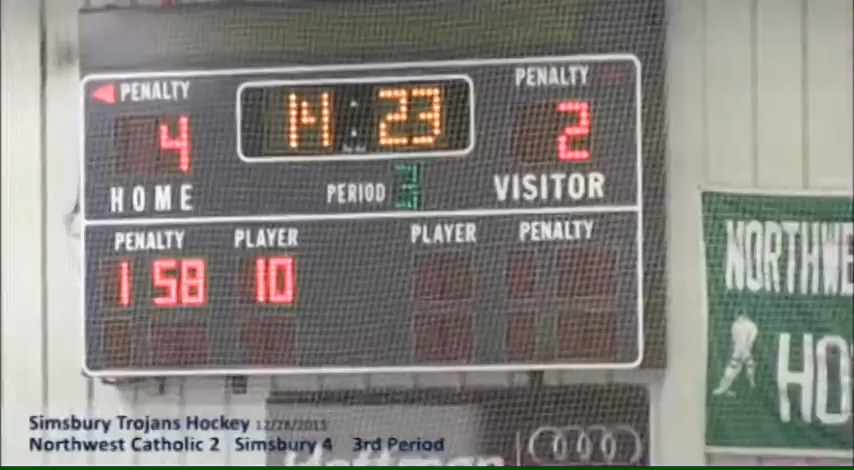 PENALTY 14:23 PENALTY
4 2
HOME PERIOD 3 VISITOR
PENALTY PLAYER PLAYER PENALTY
1 58 10
NORTHWE
HO
Simsbury Trojans Hockey 12/28/2013
Northwest Catholic 2 Simsbury 4 3rd Period
Hoffman